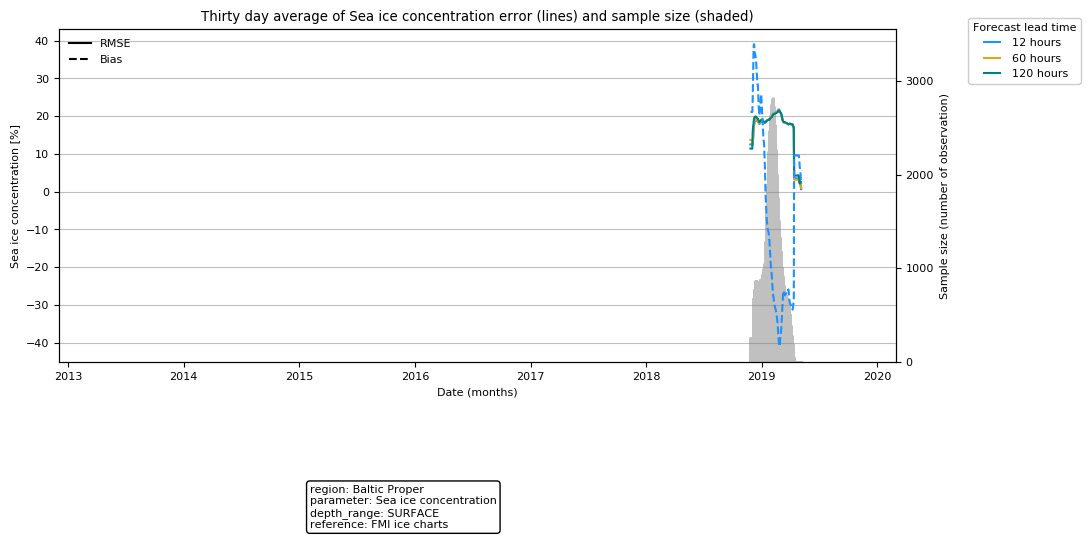 Thirty day average of Sea ice concentration error (lines) and sample size (shaded)
Forecast lead time
12 hours
60 hours
120 hours
RMSE
Bias
Sea ice concentration [%]
40
30
20
10
0
−10
−20
−30
−40
3000
2000
1000
0
Sample size (number of observation)
2013 2014 2015 2016 2017 2018 2019 2020
Date (months)
region: Baltic Proper
parameter: Sea ice concentration
depth_range: SURFACE
reference: FMI ice charts